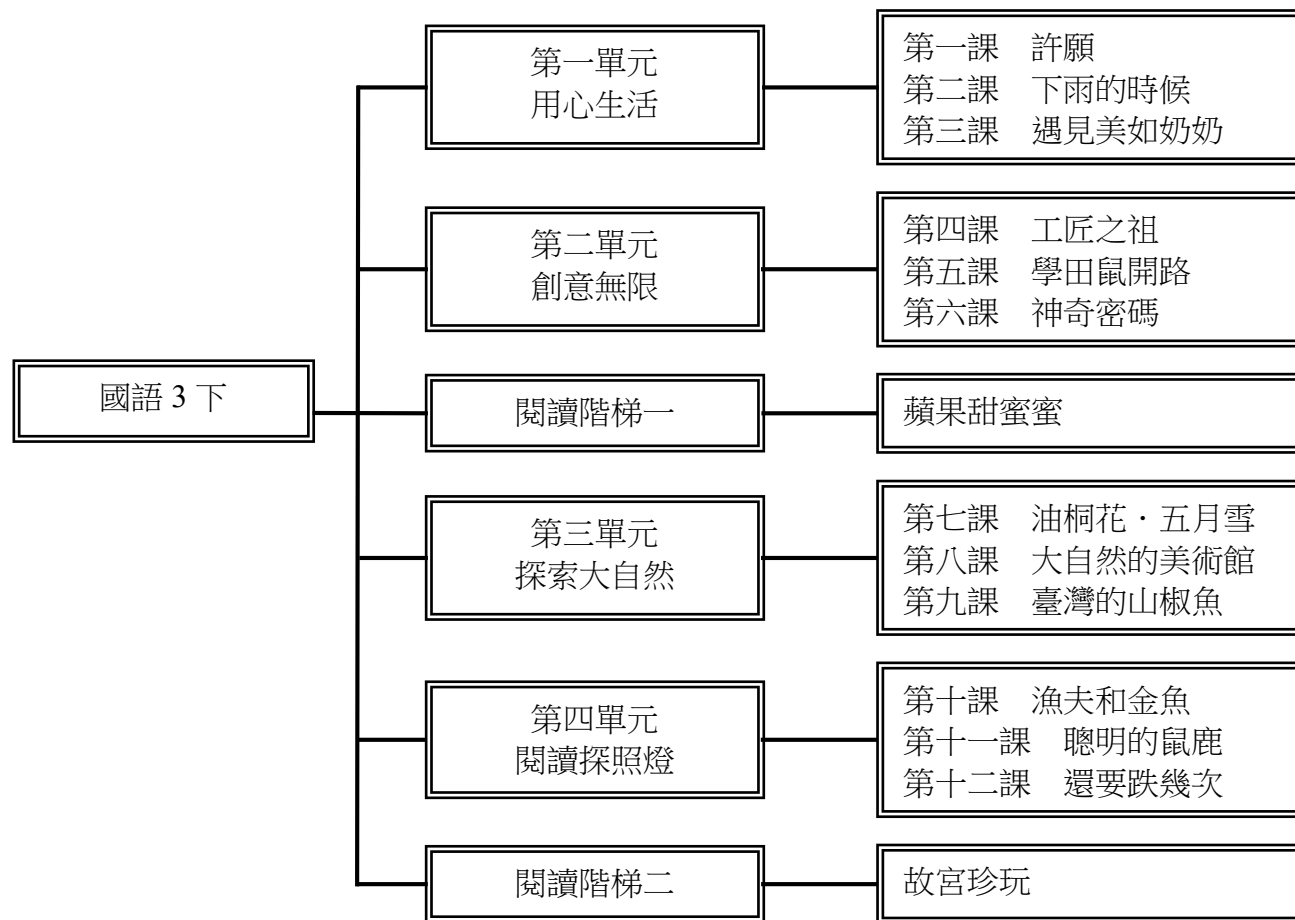 國語 3 下
第一單元
用心生活
第一課　許願
第二課　下雨的時候
第三課　遇見美如奶奶
第二單元
創意無限
第四課　工匠之祖
第五課　學田鼠開路
第六課　神奇密碼
閱讀階梯一
蘋果甜蜜蜜
第三單元
探索大自然
第七課　油桐花．五月雪
第八課　大自然的美術館
第九課　臺灣的山椒魚
第四單元
閱讀探照燈
第十課　漁夫和金魚
第十一課　聰明的鼠鹿
第十二課　還要跌幾次
閱讀階梯二
故宮珍玩